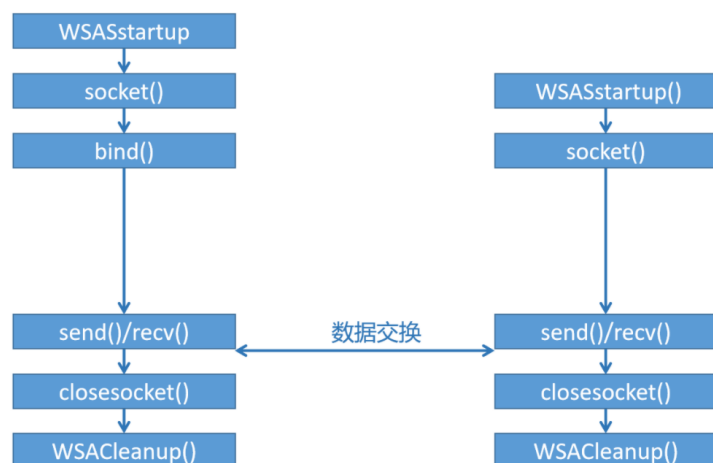 WSASstartup
socket()
bind()
send()/recv()
closesocket()
WSACleanup()
数据交换
WSASstartup()
socket()
send()/recv()
closesocket()
WSACleanup()